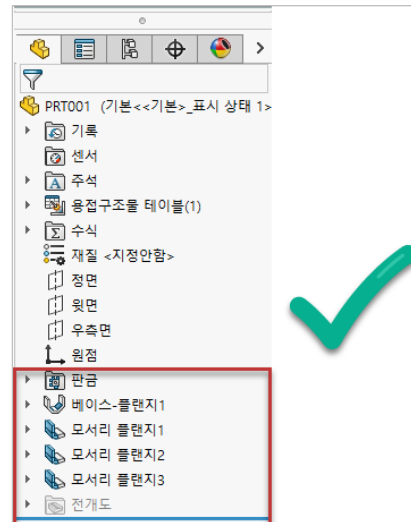 PRT001 (기본<<기본>_표시 상태 1>
기록
센서
주석
용접구조물 테이블(1)
수식
재질 <지정안함>
정면
윗면
우측면
원점
판금
베이스-플랜지1
모서리 플랜지1
모서리 플랜지2
모서리 플랜지3
전개도